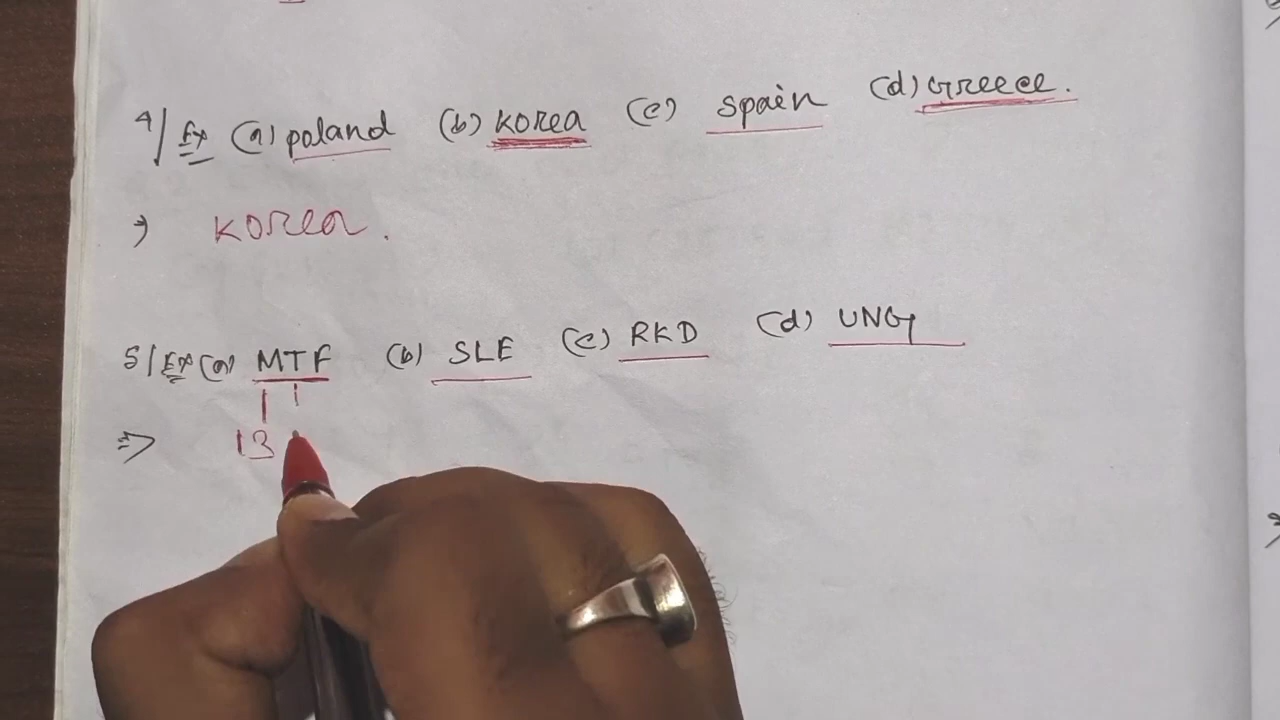 4/ Ex (a) poland (b) Korea (c) spain (d) Greece.
Korea.
5/ Ex (a) MTF (b) SLE (c) RKD (d) UNG
⇒ 13